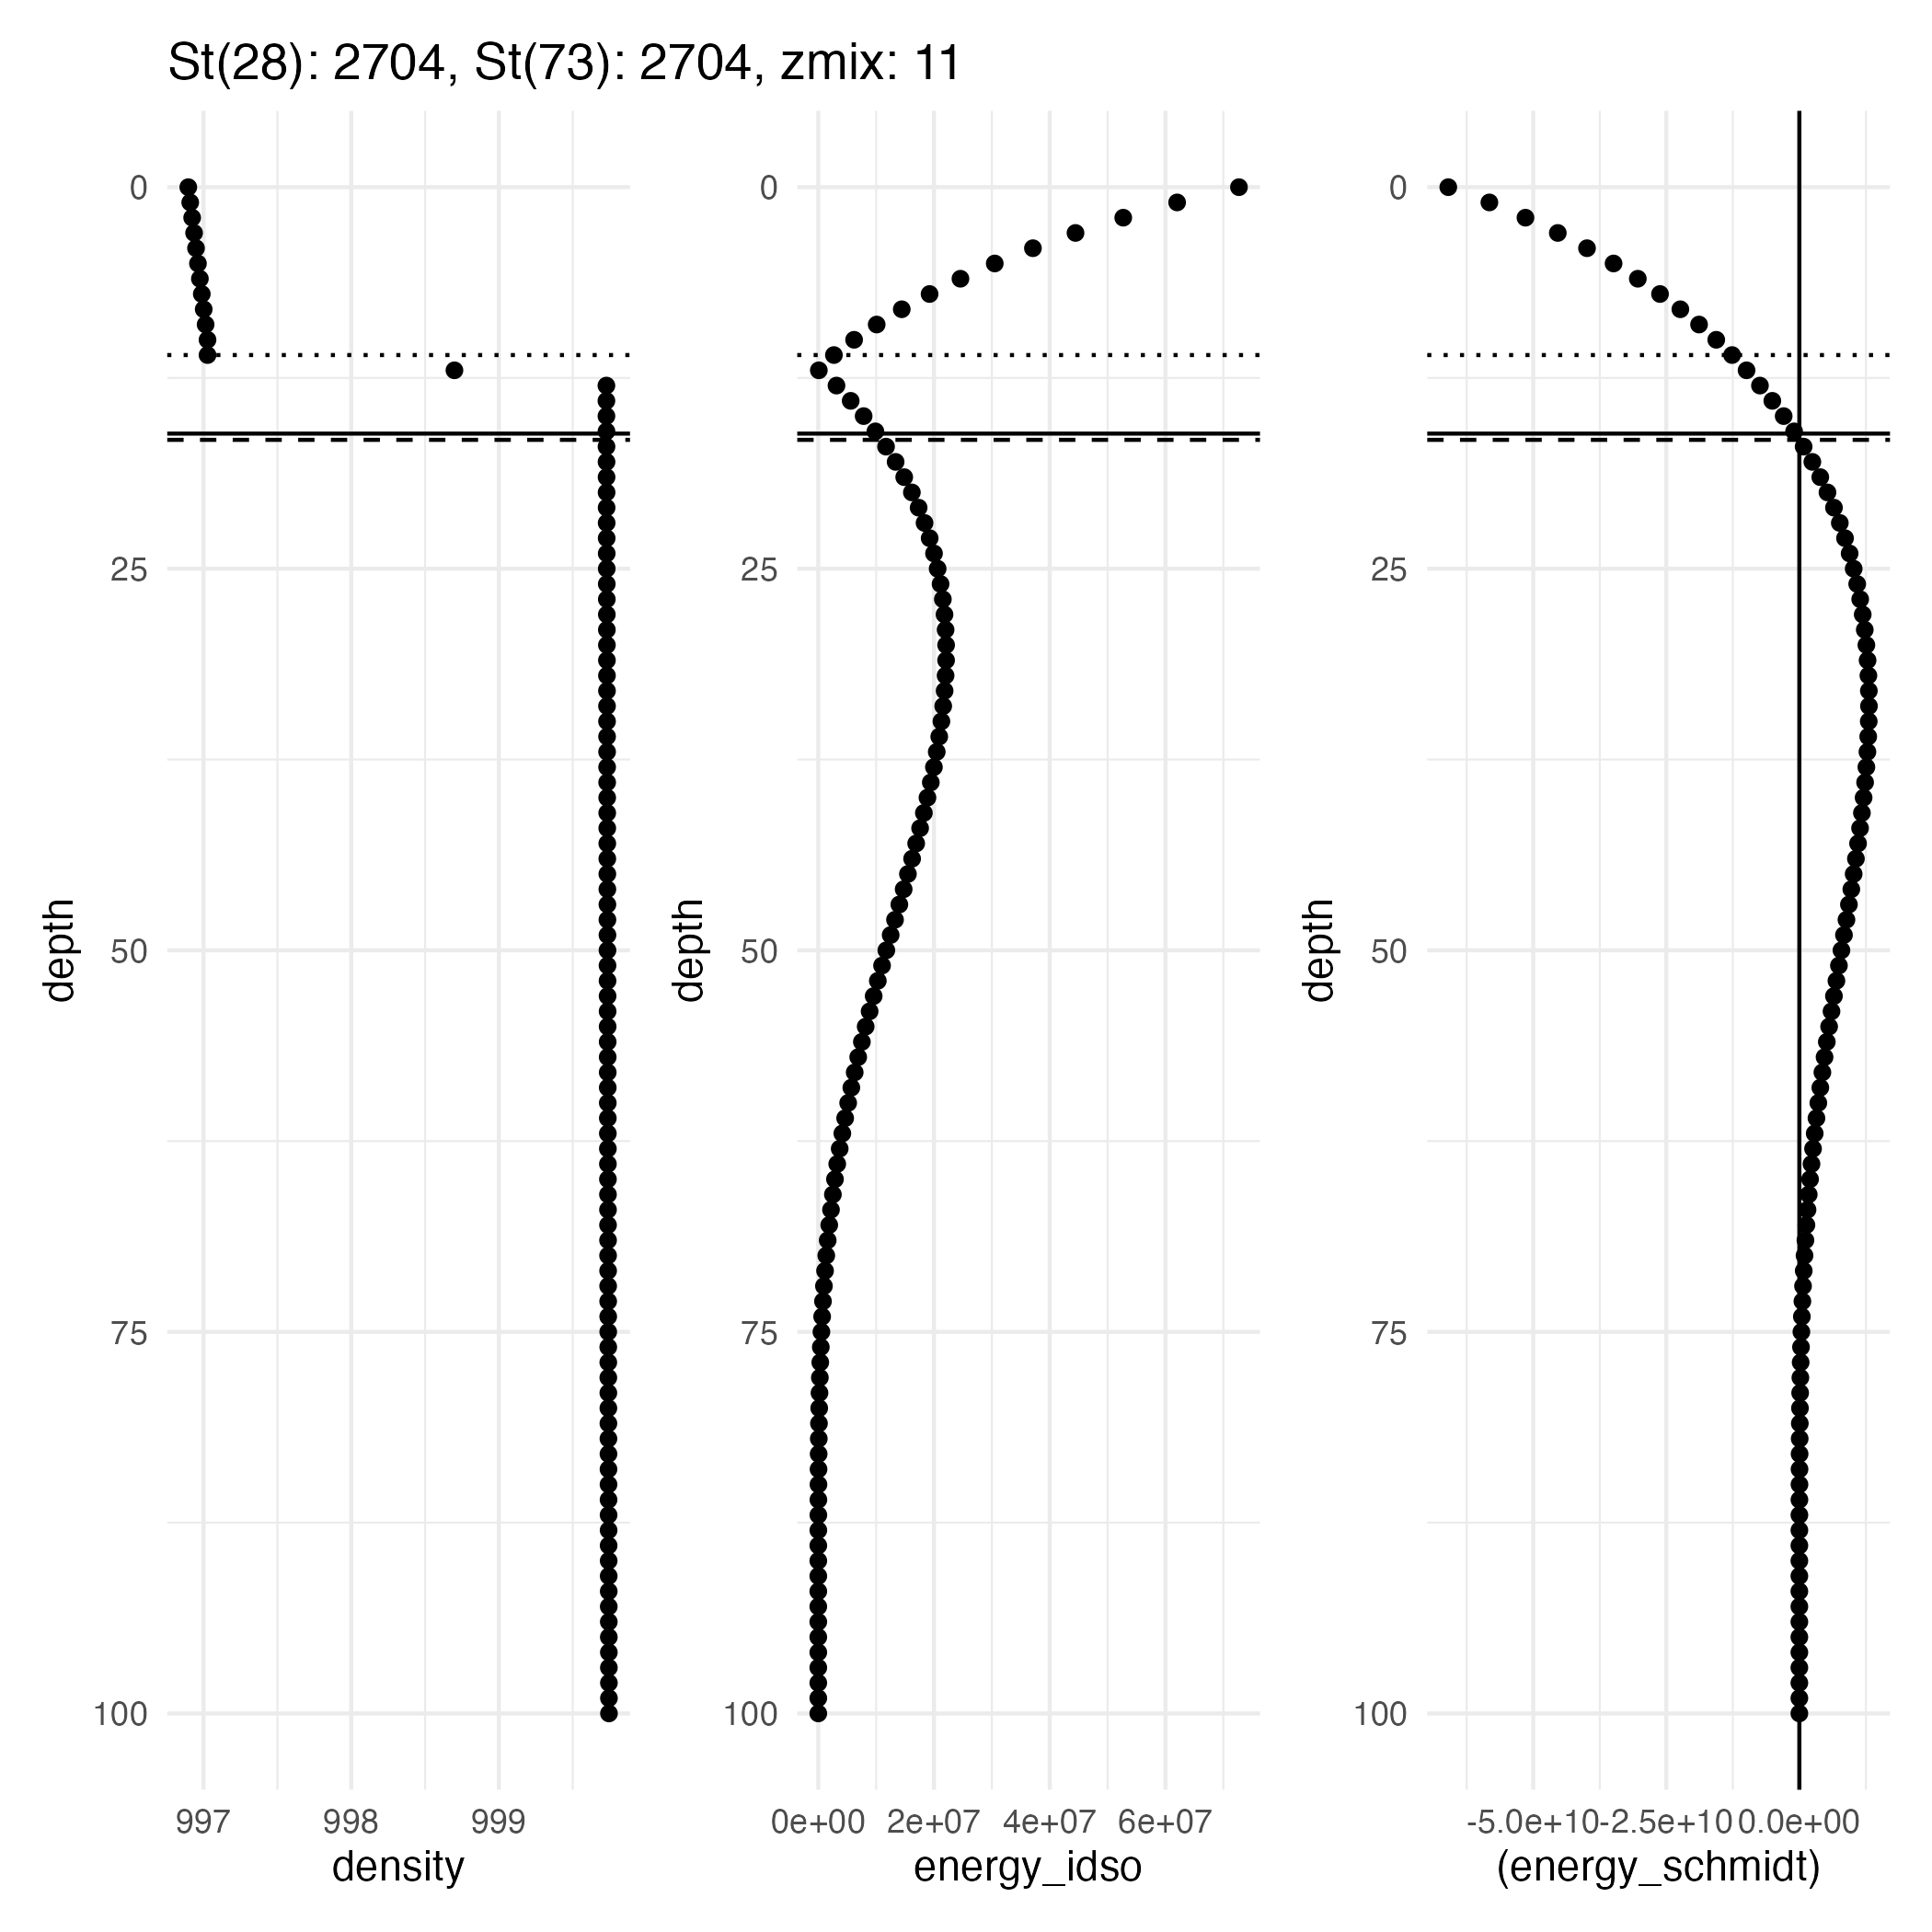 St(28): 2704, St(73): 2704, zmix: 11
depth
0
25
50
75
100
997 998 999
density
depth
0
25
50
75
100
0e+00 2e+07 4e+07 6e+07
energy_idso
depth
0
25
50
75
100
-5.0e+10 -2.5e+10 0.0e+00
(energy_schmidt)